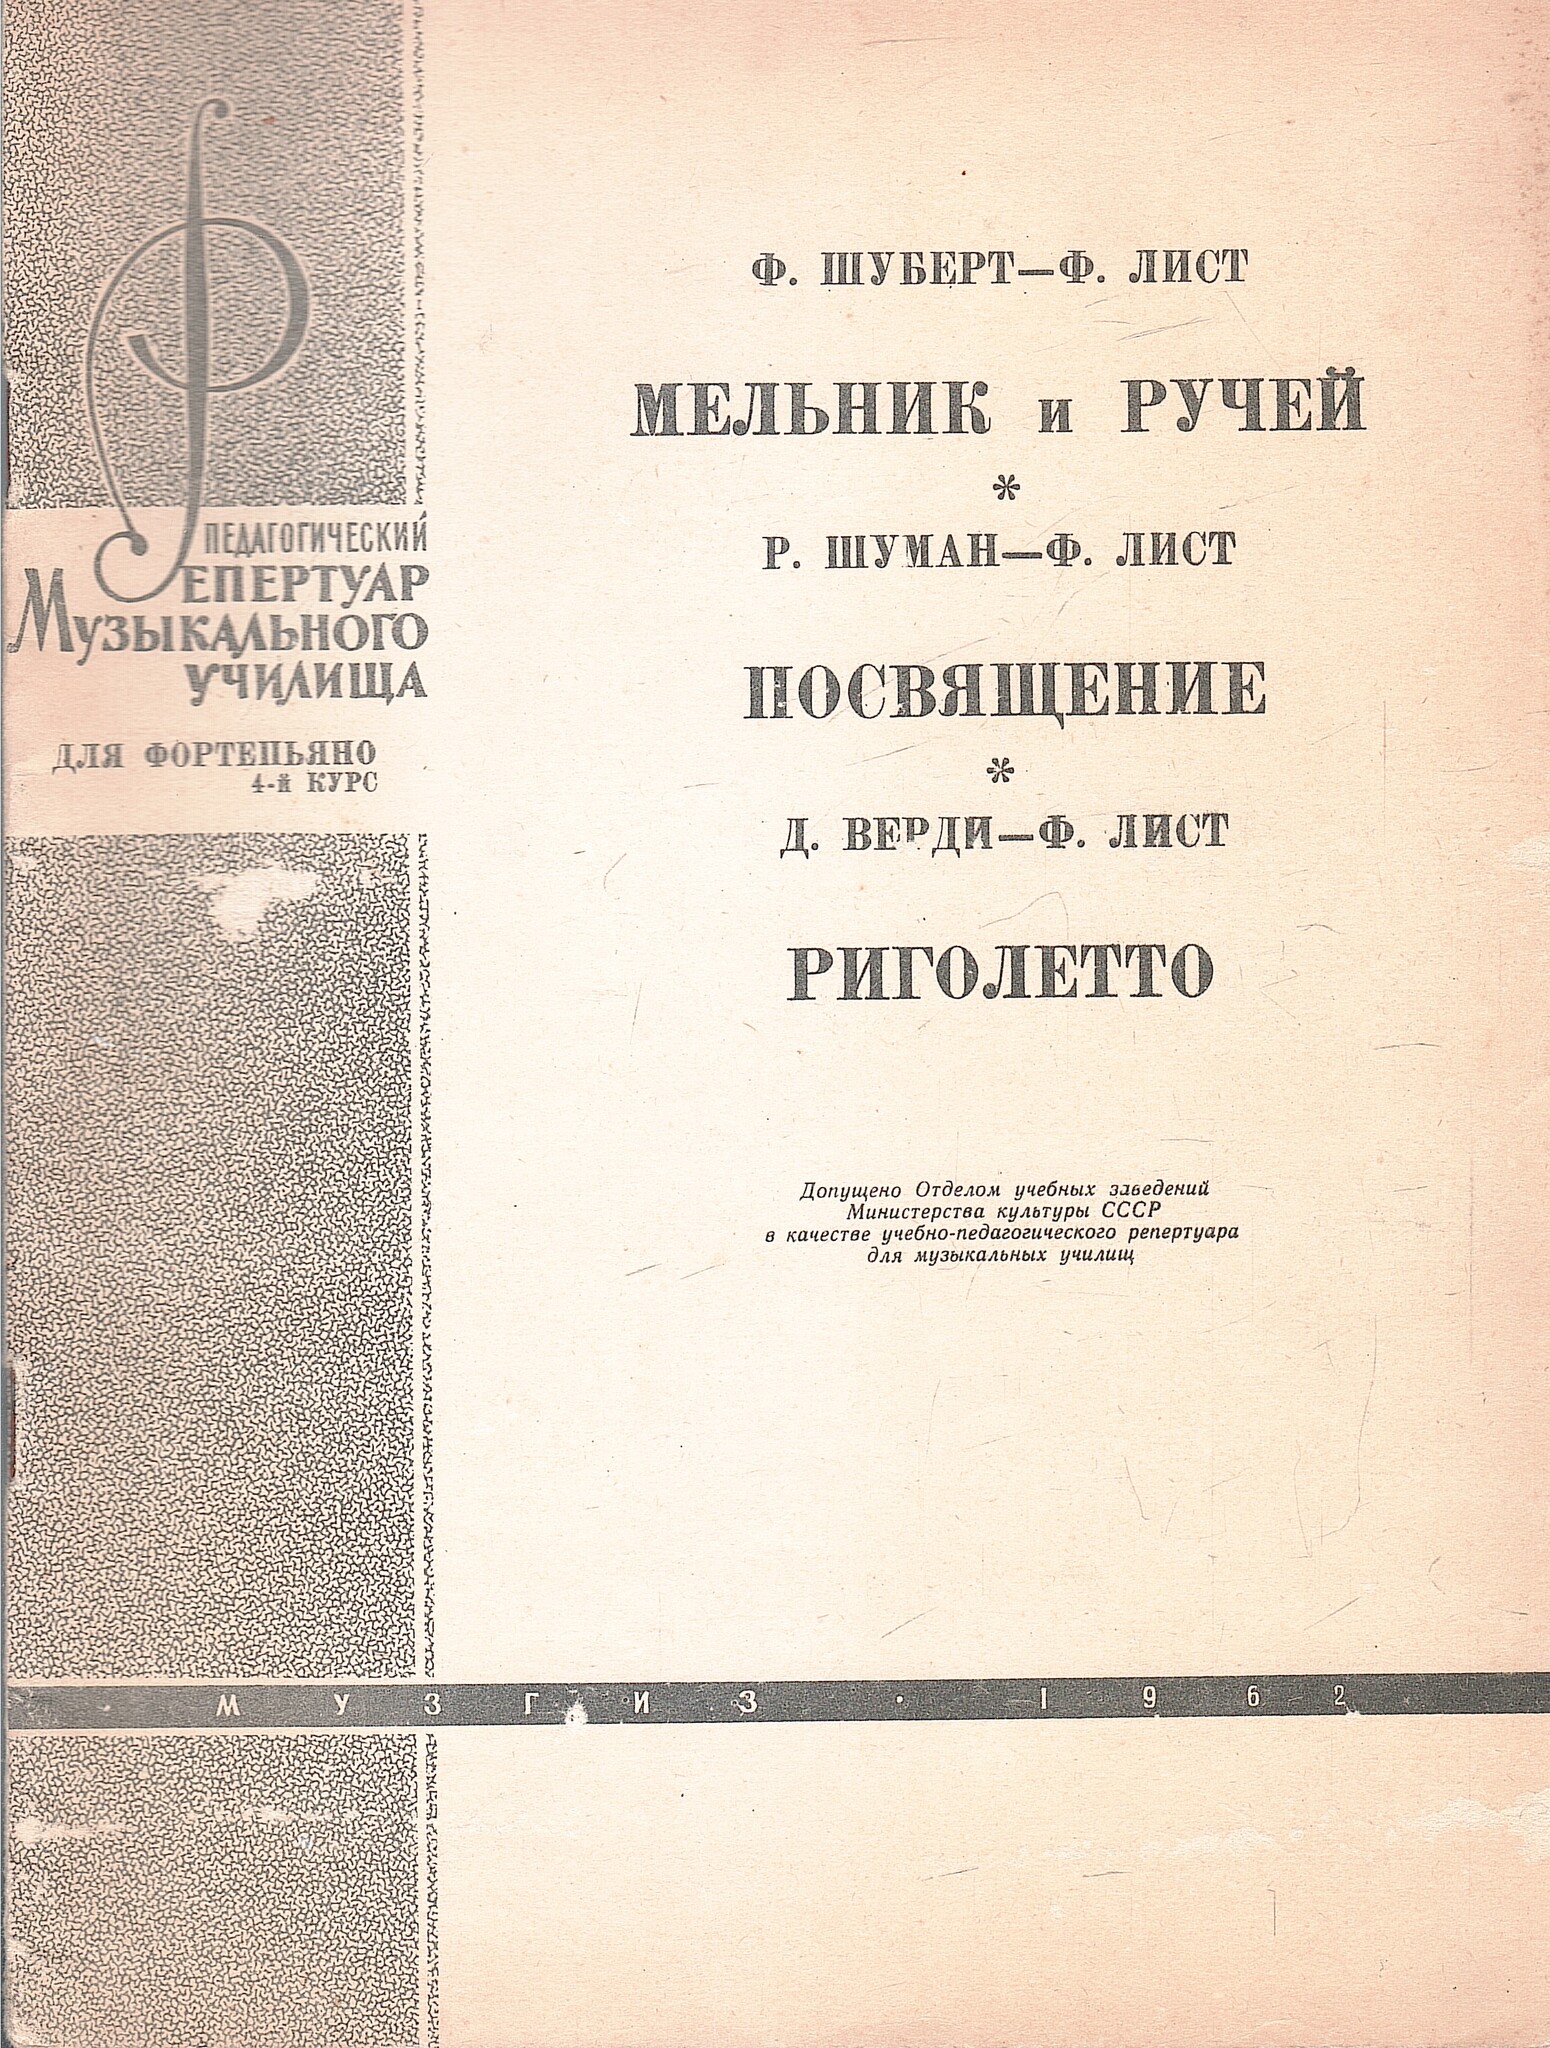 Ф. ШУБЕРТ—Ф. ЛИСТ
МЕЛЬНИК и РУЧЕЙ
*
Р. ШУМАН—Ф. ЛИСТ
ПОСВЯЩЕНИЕ
*
Д. ВЕРДИ—Ф. ЛИСТ
РИГОЛЕТТО
ПЕДАГОГИЧЕСКИЙ
РЕПЕРТУАР
МУЗЫКАЛЬНОГО
УЧИЛИЩА
ДЛЯ ФОРТЕПЬЯНО
4-й КУРС
Допущено Отделом учебных заведений
Министерства культуры СССР
в качестве учебно-педагогического репертуара
для музыкальных училищ
· МУЗГИЗ · 1962